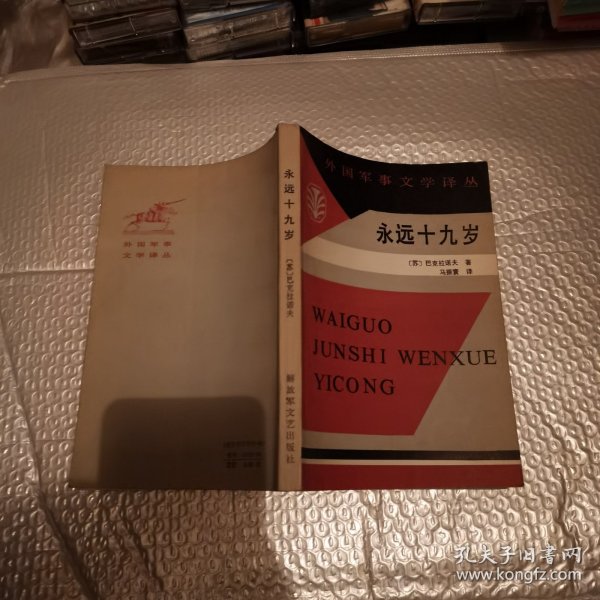 外国军事文学译丛
永远十九岁
〔苏〕巴克拉诺夫 著
马振寰 译
WAIGUO
JUNSHI WENXUE
YICONG
永远十九岁
〔苏〕巴克拉诺夫
解放军文艺出版社
外国军事
文学译丛
孔夫子旧书网
www.kongfz.com